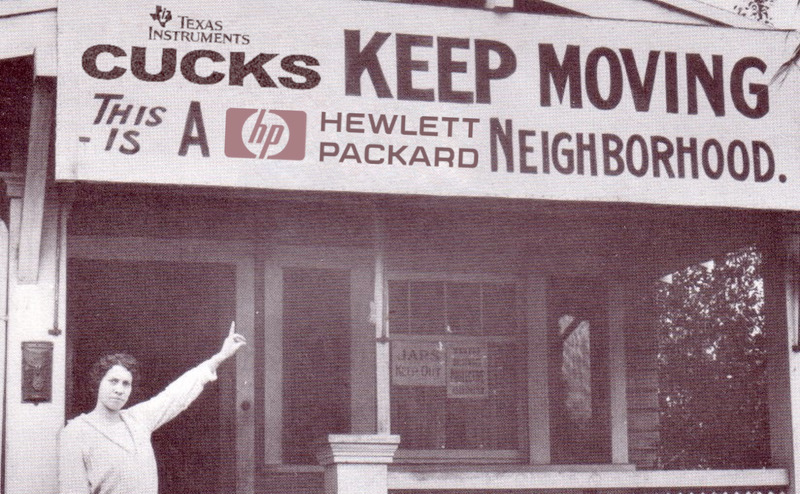 TEXAS
INSTRUMENTS
CUCKS KEEP MOVING
THIS
- IS A hp HEWLETT
PACKARD NEIGHBORHOOD.
JAPS
KEEP OUT